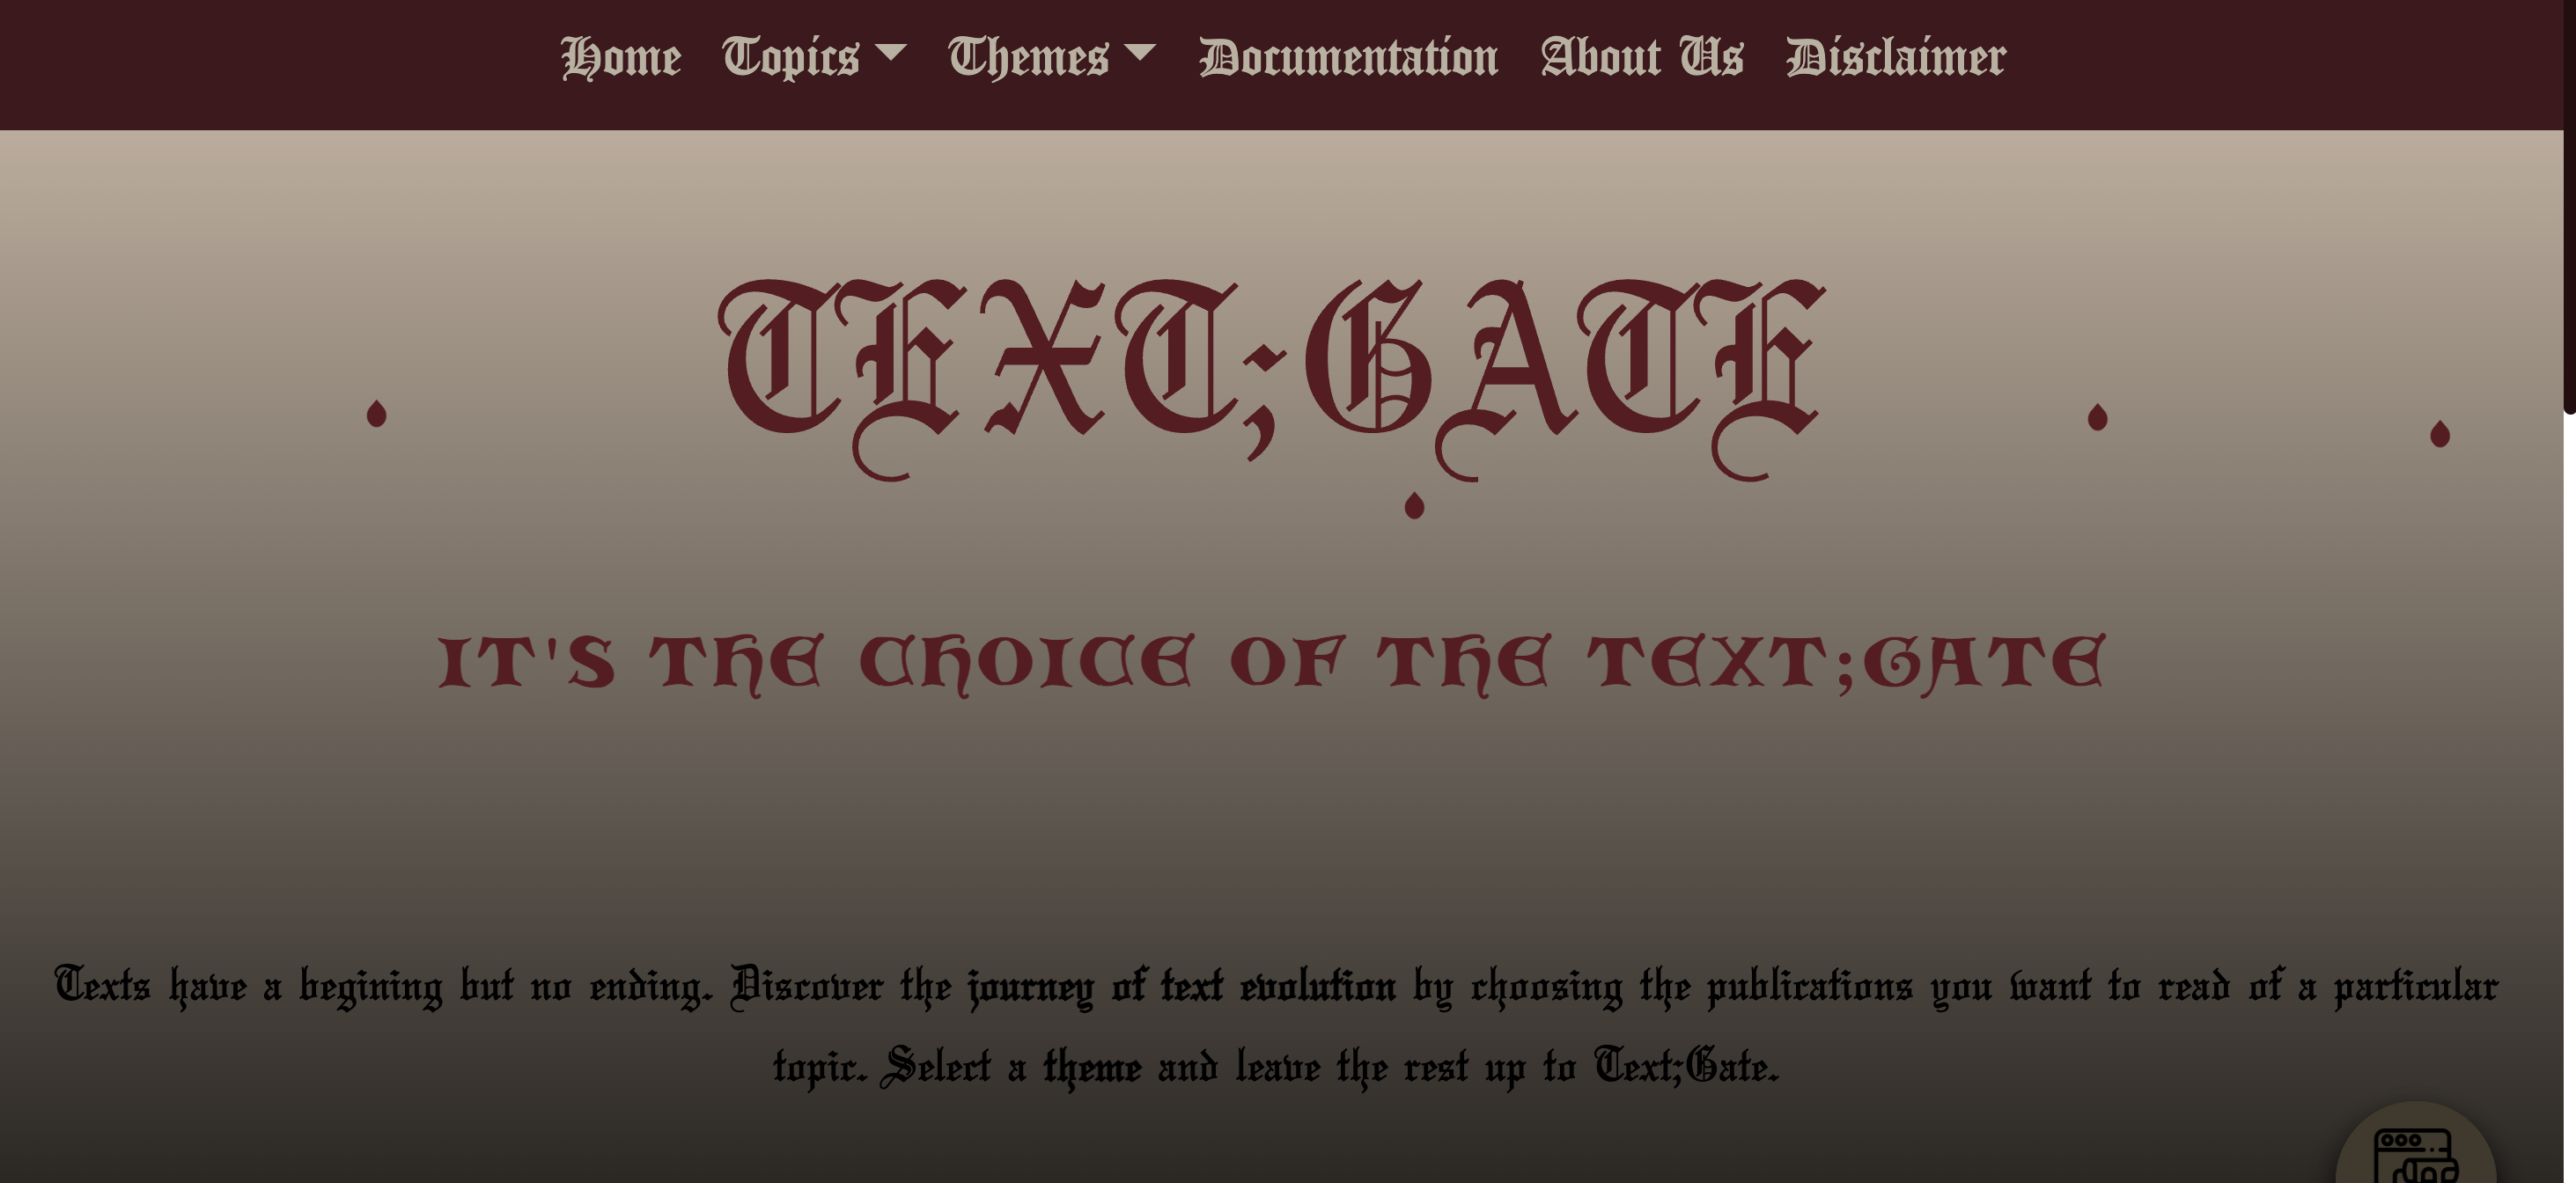 Home Topics Themes Documentation About Us Disclaimer
TEXT;GATE
IT'S THE CHOICE OF THE TEXT;GATE
Texts have a begining but no ending. Discover the journey of text evolution by choosing the publications you want to read of a particular
topic. Select a theme and leave the rest up to Text;Gate.